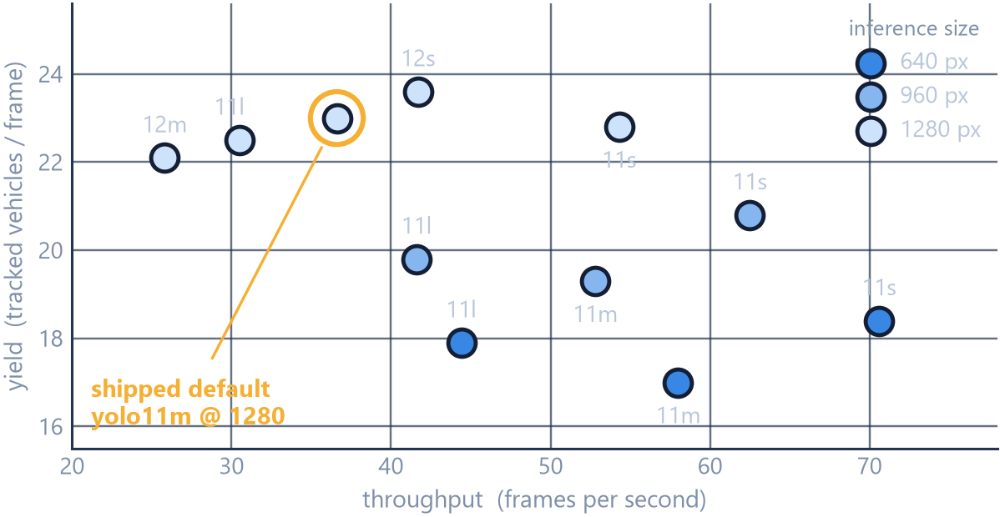 inference size
640 px
960 px
1280 px
yield (tracked vehicles / frame)
24
22
20
18
16
12s
11l
12m
11s
11s
11l
11s
11l
11m
11m
shipped default
yolo11m @ 1280
20
30
40
50
60
70
throughput (frames per second)